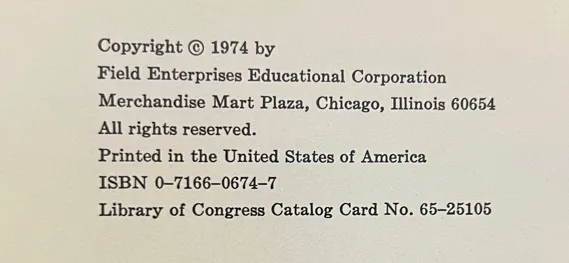 Copyright © 1974 by
Field Enterprises Educational Corporation
Merchandise Mart Plaza, Chicago, Illinois 60654
All rights reserved.
Printed in the United States of America
ISBN 0–7166–0674–7
Library of Congress Catalog Card No. 65–25105